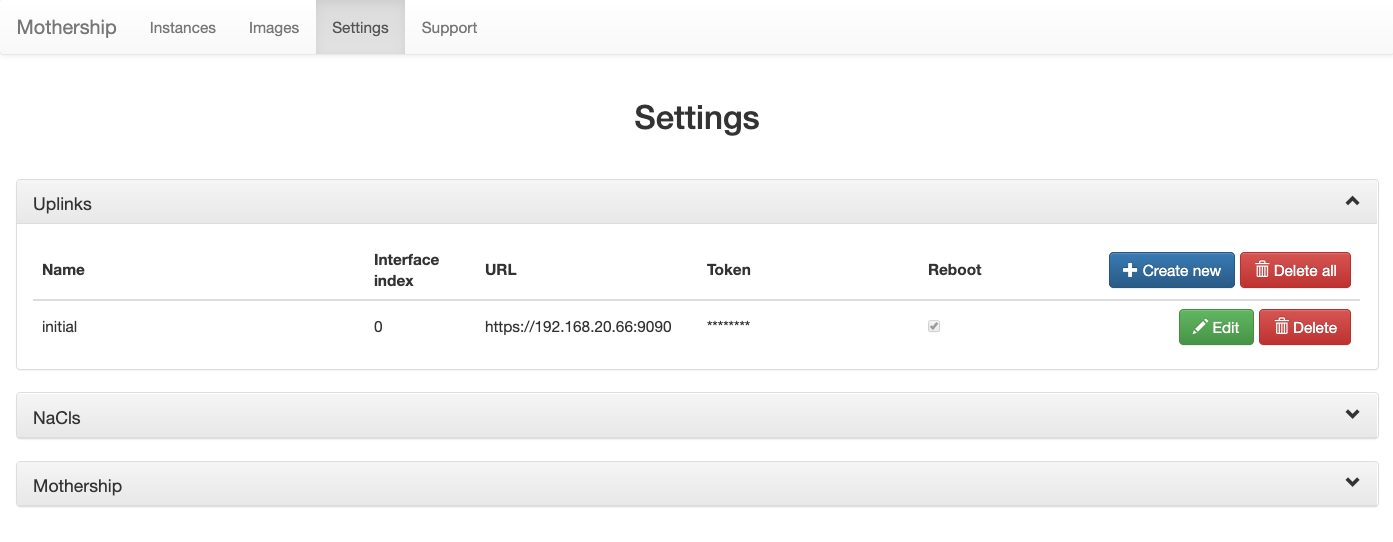 Mothership Instances Images Settings Support
Settings
Uplinks
Name Interface index URL Token Reboot Create new Delete all
initial 0 https://192.168.20.66:9090 ******** Edit Delete
NaCls
Mothership